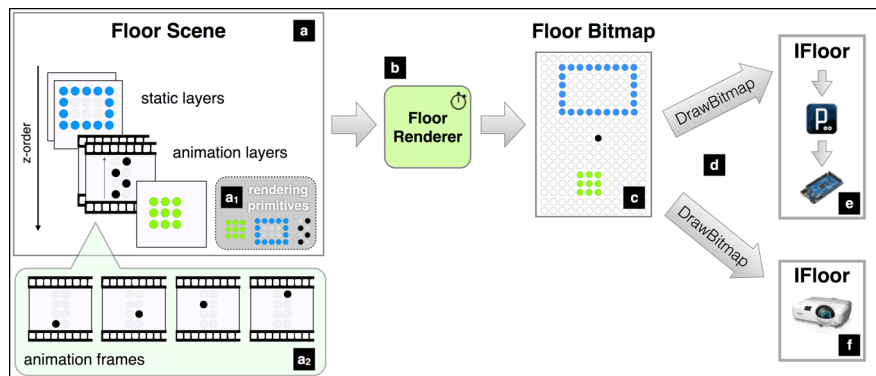 Floor Scene
a
z-order
static layers
animation layers
a1
rendering
primitives
animation frames
a2
b
Floor
Renderer
Floor Bitmap
c
DrawBitmap
d
DrawBitmap
IFloor
P
e
IFloor
f